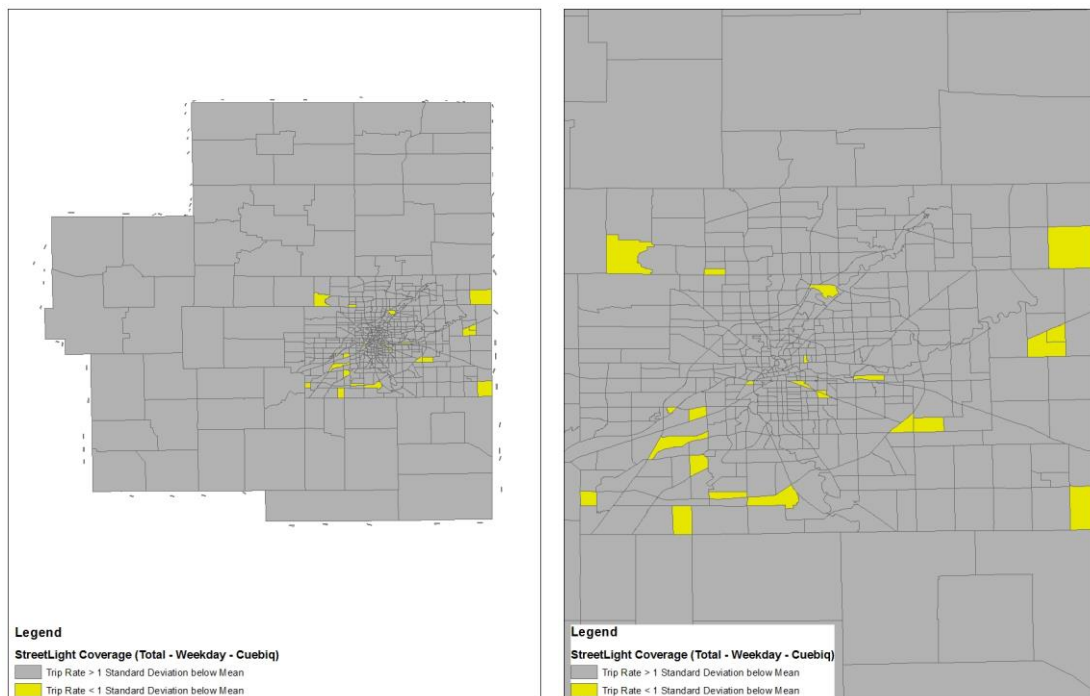 Legend
StreetLight Coverage (Total - Weekday - Cuebiq)
Trip Rate > 1 Standard Deviation below Mean
Trip Rate < 1 Standard Deviation below Mean
Legend
StreetLight Coverage (Total - Weekday - Cuebiq)
Trip Rate > 1 Standard Deviation below Mean
Trip Rate < 1 Standard Deviation below Mean